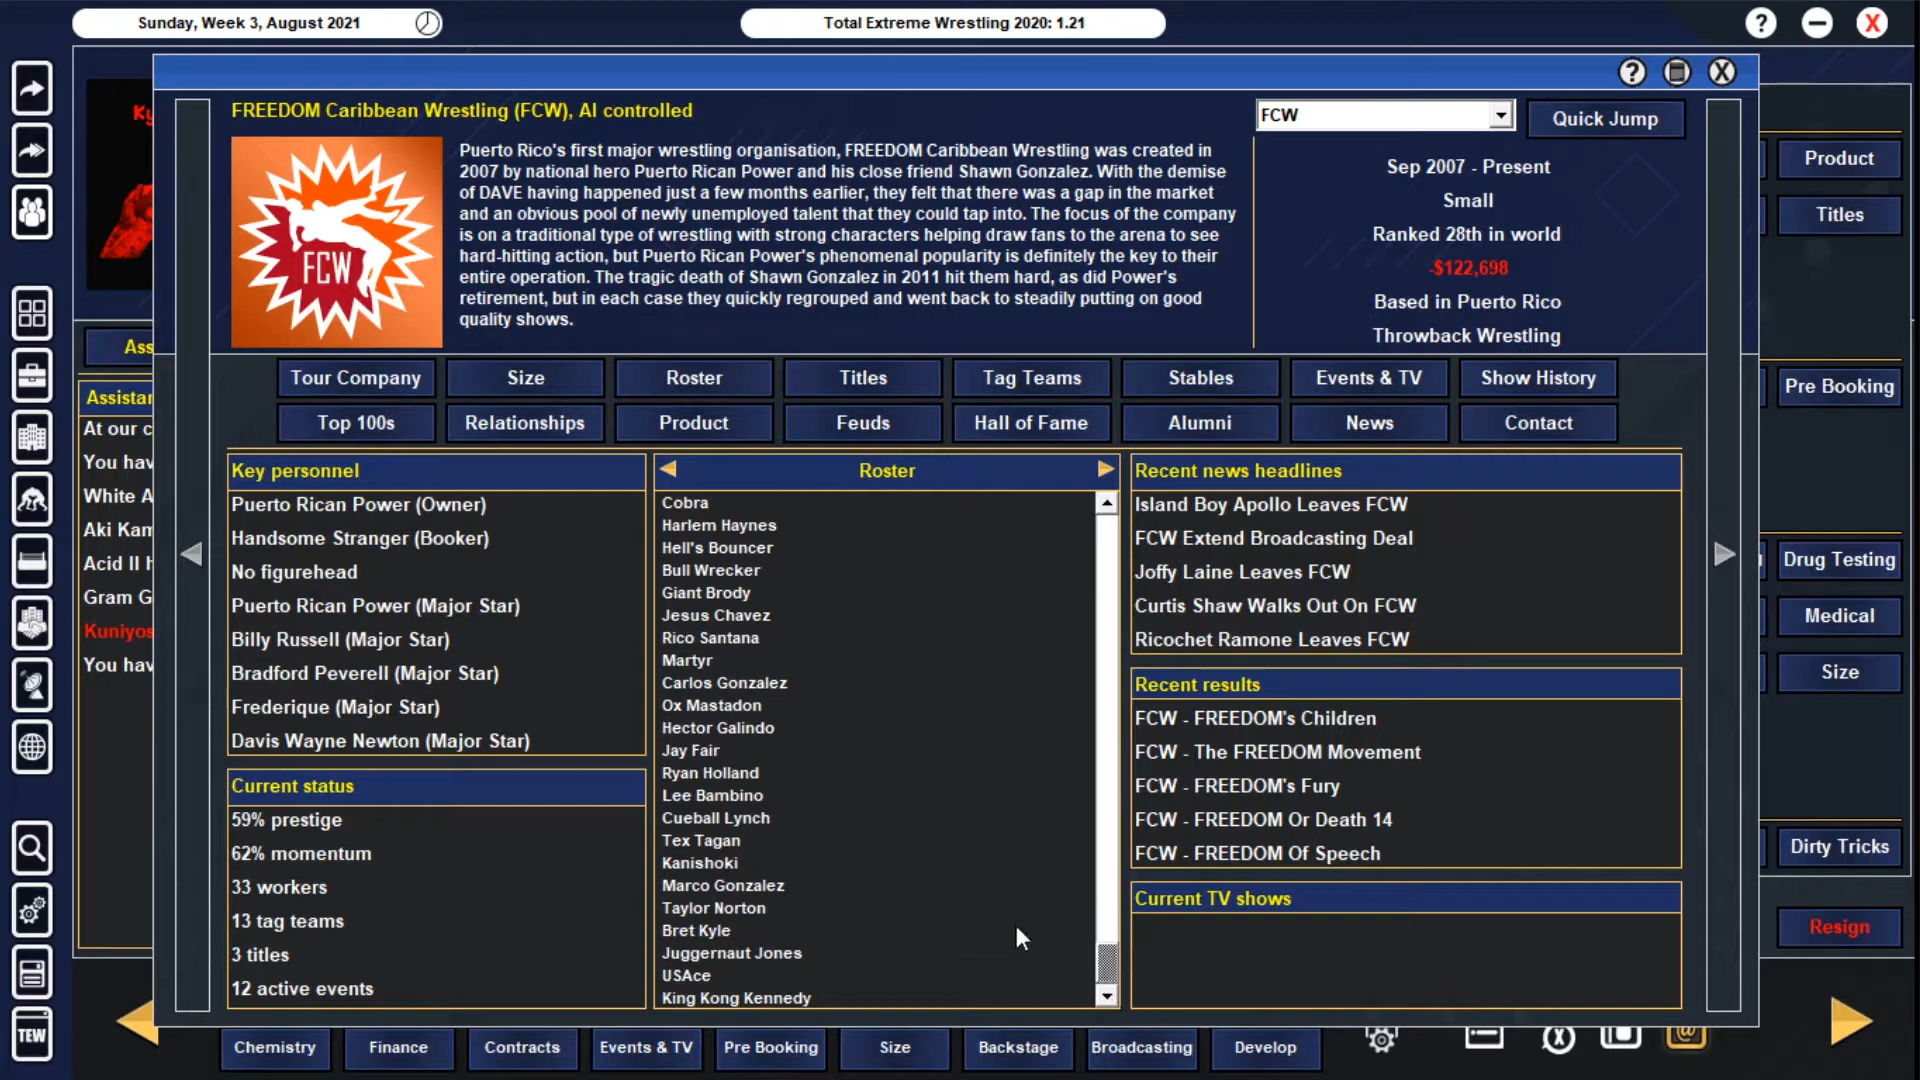 Sunday, Week 3, August 2021
Total Extreme Wrestling 2020: 1.21
?
X
?
X
FREEDOM Caribbean Wrestling (FCW), AI controlled
FCW
Quick Jump
FCW
Puerto Rico's first major wrestling organisation, FREEDOM Caribbean Wrestling was created in
2007 by national hero Puerto Rican Power and his close friend Shawn Gonzalez. With the demise
of DAVE having happened just a few months earlier, they felt that there was a gap in the market
and an obvious pool of newly unemployed talent that they could tap into. The focus of the company
is on a traditional type of wrestling with strong characters helping draw fans to the arena to see
hard-hitting action, but Puerto Rican Power's phenomenal popularity is definitely the key to their
entire operation. The tragic death of Shawn Gonzalez in 2011 hit them hard, as did Power's
retirement, but in each case they quickly regrouped and went back to steadily putting on good
quality shows.
Sep 2007 - Present
Small
Ranked 28th in world
-$122,698
Based in Puerto Rico
Throwback Wrestling
Tour Company
Size
Roster
Titles
Tag Teams
Stables
Events & TV
Show History
Top 100s
Relationships
Product
Feuds
Hall of Fame
Alumni
News
Contact
Key personnel
Puerto Rican Power (Owner)
Handsome Stranger (Booker)
No figurehead
Puerto Rican Power (Major Star)
Billy Russell (Major Star)
Bradford Peverell (Major Star)
Frederique (Major Star)
Davis Wayne Newton (Major Star)
Current status
59% prestige
62% momentum
33 workers
13 tag teams
3 titles
12 active events
Roster
Cobra
Harlem Haynes
Hell's Bouncer
Bull Wrecker
Giant Brody
Jesus Chavez
Rico Santana
Martyr
Carlos Gonzalez
Ox Mastadon
Hector Galindo
Jay Fair
Ryan Holland
Lee Bambino
Cueball Lynch
Tex Tagan
Kanishoki
Marco Gonzalez
Taylor Norton
Bret Kyle
Juggernaut Jones
USAce
King Kong Kennedy
Recent news headlines
Island Boy Apollo Leaves FCW
FCW Extend Broadcasting Deal
Joffy Laine Leaves FCW
Curtis Shaw Walks Out On FCW
Ricochet Ramone Leaves FCW
Recent results
FCW - FREEDOM's Children
FCW - The FREEDOM Movement
FCW - FREEDOM's Fury
FCW - FREEDOM Or Death 14
FCW - FREEDOM Of Speech
Current TV shows
Ky
Ass
Assistan
At our c
You hav
White A
Aki Kam
Acid II h
Gram G
Kuniyos
You hav
TEW
Product
Titles
Pre Booking
Drug Testing
Medical
Size
Dirty Tricks
Resign
Chemistry
Finance
Contracts
Events & TV
Pre Booking
Size
Backstage
Broadcasting
Develop
X
@